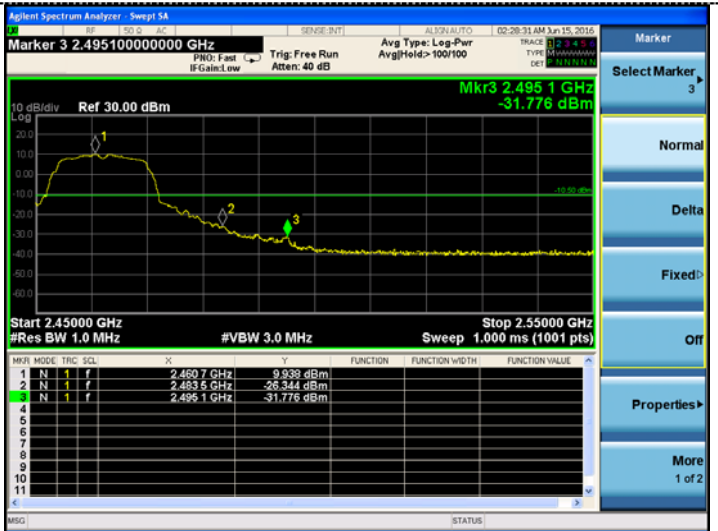 Agilent Spectrum Analyzer - Swept SA
RF 50 Ω AC SENSE:INT ALIGN AUTO 02:28:31 AM Jun 15, 2016
Marker 3 2.495100000000 GHz
PNO: Fast
IFGain:Low
Trig: Free Run
Atten: 40 dB
Avg Type: Log-Pwr
Avg|Hold:> 100/100
TRACE 1 2 3 4 5 6
TYPE M W W W W W
DET P N N N N N
Mkr3 2.495 1 GHz
-31.776 dBm
10 dB/div Ref 30.00 dBm
Log
20.0
10.0
0.00
-10.0
-20.0
-30.0
-40.0
-50.0
-60.0
1
2
3
-10.50 dBm
Start 2.45000 GHz Stop 2.55000 GHz
#Res BW 1.0 MHz #VBW 3.0 MHz Sweep 1.000 ms (1001 pts)
MKR MODE TRC SCL X Y FUNCTION FUNCTION WIDTH FUNCTION VALUE
1 N 1 f 2.460 7 GHz 9.938 dBm
2 N 1 f 2.483 5 GHz -26.344 dBm
3 N 1 f 2.495 1 GHz -31.776 dBm
4
5
6
7
8
9
10
11
MSG STATUS
Marker
Select Marker
3
Normal
Delta
Fixed
Off
Properties
More
1 of 2